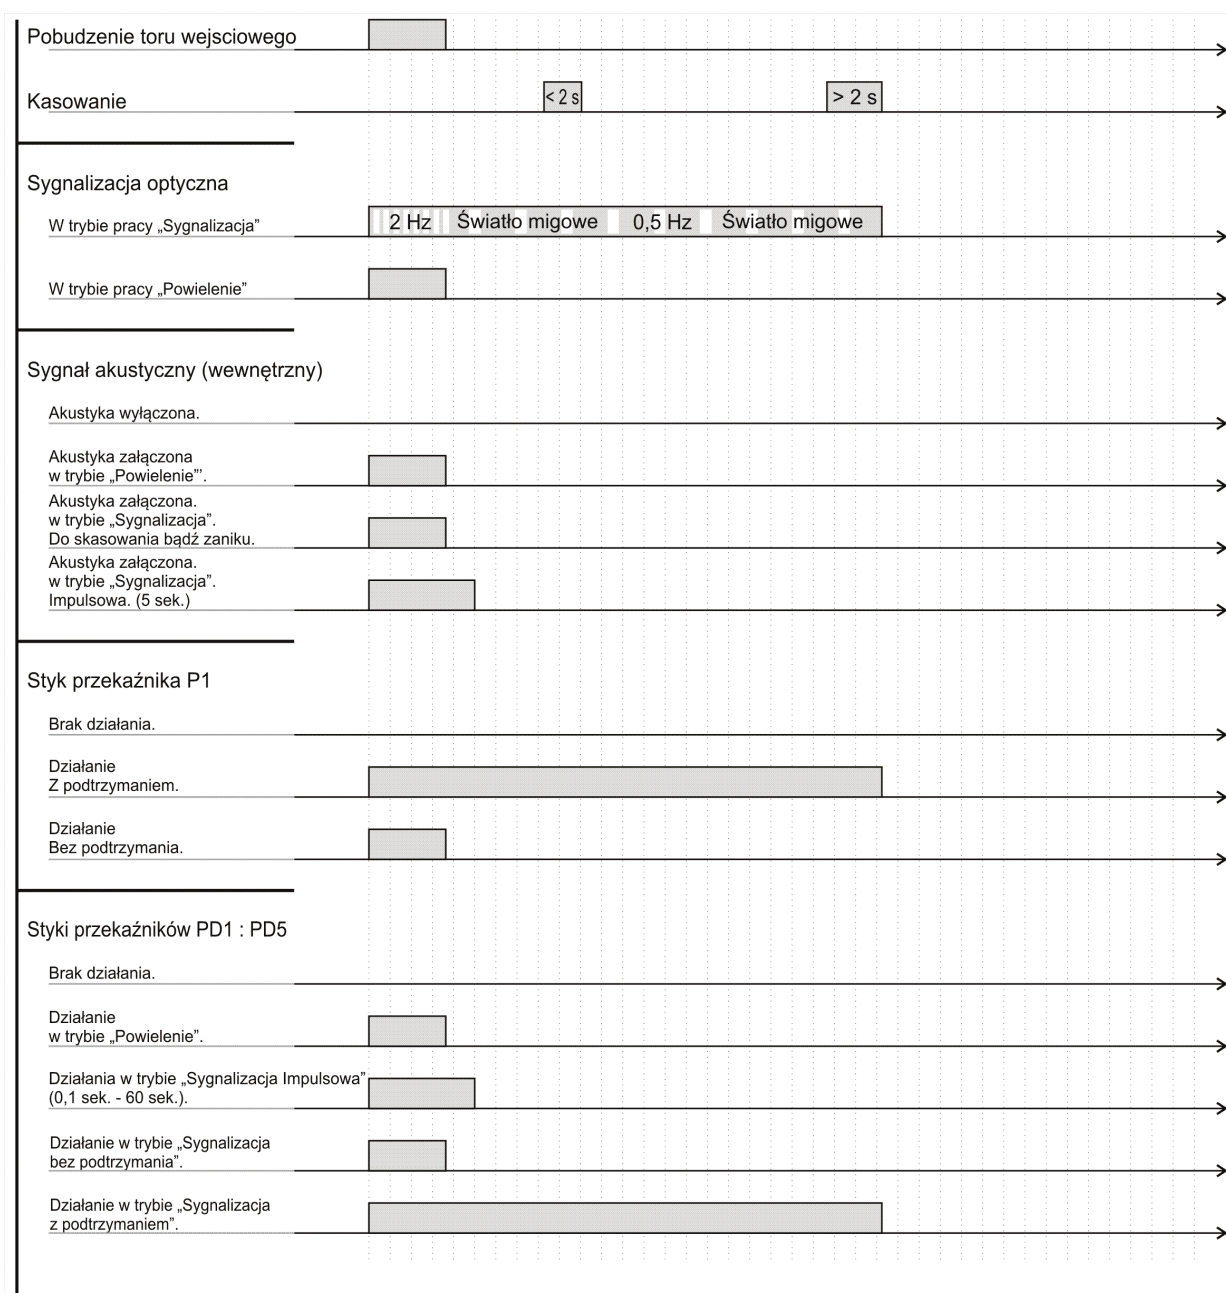 Pobudzenie toru wejsciowego
Kasowanie
< 2 s
> 2 s
Sygnalizacja optyczna
W trybie pracy „Sygnalizacja”
2 Hz Światło migowe 0,5 Hz Światło migowe
W trybie pracy „Powielenie”
Sygnał akustyczny (wewnętrzny)
Akustyka wyłączona.
Akustyka załączona
w trybie „Powielenie”'.
Akustyka załączona.
w trybie „Sygnalizacja”.
Do skasowania bądź zaniku.
Akustyka załączona.
w trybie „Sygnalizacja”.
Impulsowa. (5 sek.)
Styk przekaźnika P1
Brak działania.
Działanie
Z podtrzymaniem.
Działanie
Bez podtrzymania.
Styki przekaźników PD1 : PD5
Brak działania.
Działanie
w trybie „Powielenie”.
Działania w trybie „Sygnalizacja Impulsowa”
(0,1 sek. - 60 sek.).
Działanie w trybie „Sygnalizacja
bez podtrzymania”.
Działanie w trybie „Sygnalizacja
z podtrzymaniem”.